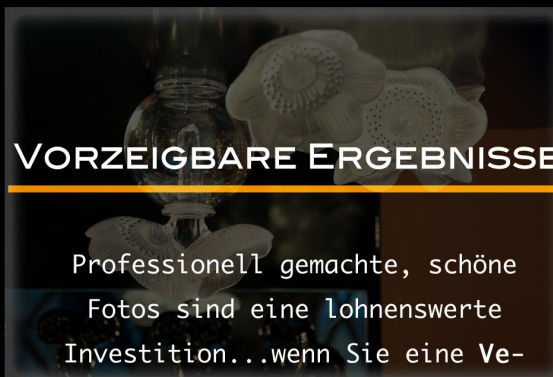 VORZEIGBARE ERGEBNISSE
Professionell gemachte, schöne
Fotos sind eine lohnenswerte
Investition...wenn Sie eine Ve-